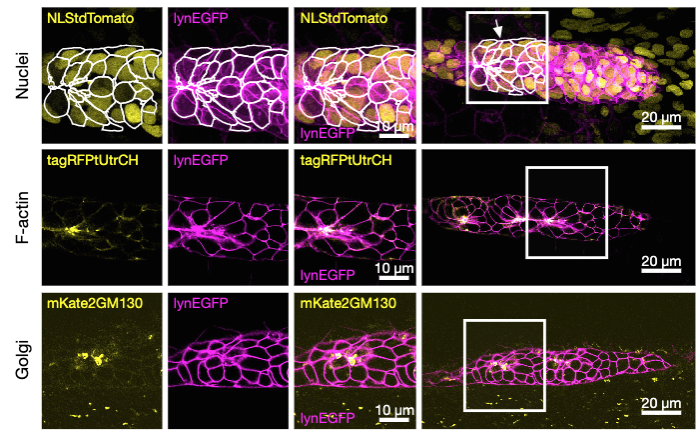 Nuclei
NLStdTomato
lynEGFP
NLStdTomato
lynEGFP
10 µm
20 µm
F-actin
tagRFPtUtrCH
lynEGFP
tagRFPtUtrCH
lynEGFP
10 µm
20 µm
Golgi
mKate2GM130
lynEGFP
mKate2GM130
lynEGFP
10 µm
20 µm